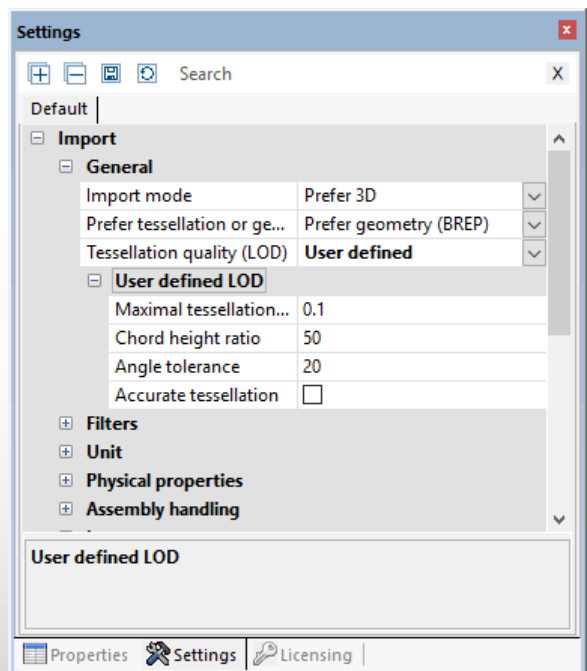 Settings
Search X
Default
Import
General
Import mode Prefer 3D
Prefer tessellation or ge... Prefer geometry (BREP)
Tessellation quality (LOD) User defined
User defined LOD
Maximal tessellation... 0.1
Chord height ratio 50
Angle tolerance 20
Accurate tessellation
Filters
Unit
Physical properties
Assembly handling
User defined LOD
Properties Settings Licensing